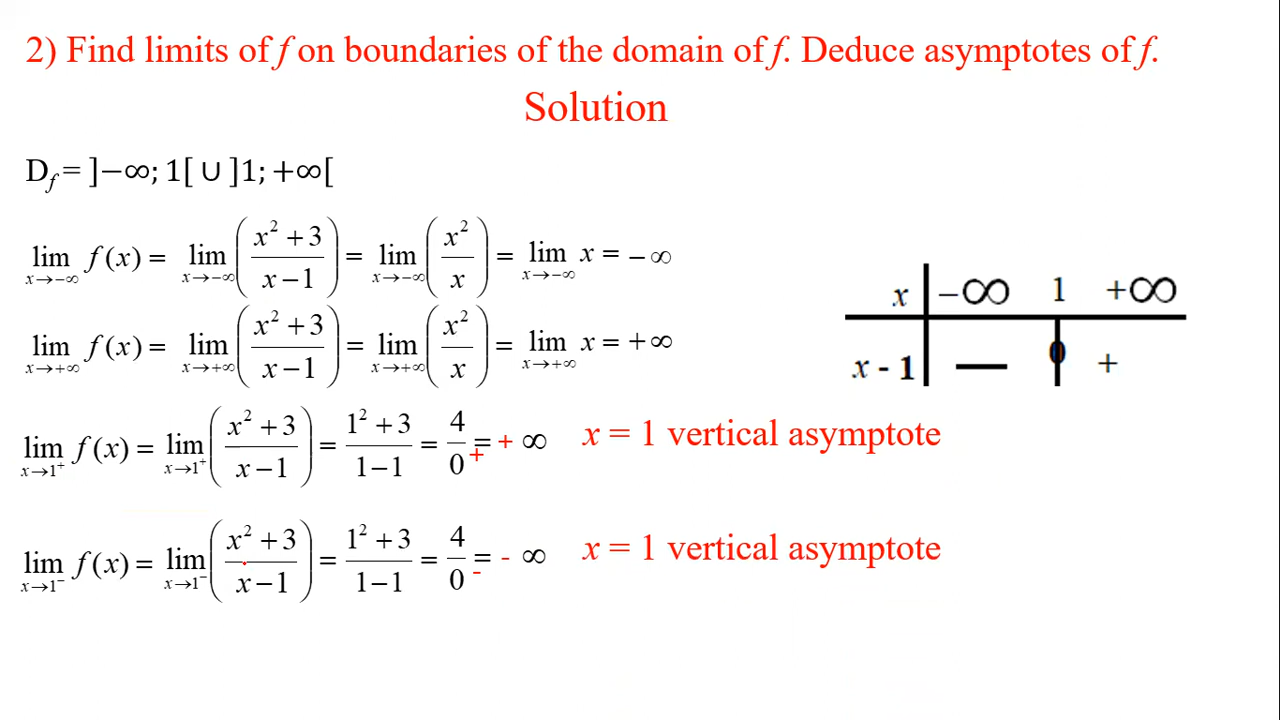 2) Find limits of f on boundaries of the domain of f. Deduce asymptotes of f.
Solution
D_f = ]−∞; 1[ ∪ ]1; +∞[
lim_{x→−∞} f(x) = lim_{x→−∞} ((x² + 3)/(x − 1)) = lim_{x→−∞} (x²/x) = lim_{x→−∞} x = − ∞
lim_{x→+∞} f(x) = lim_{x→+∞} ((x² + 3)/(x − 1)) = lim_{x→+∞} (x²/x) = lim_{x→+∞} x = + ∞
x −∞ 1 +∞
x - 1 — 0 +
lim_{x→1⁺} f(x) = lim_{x→1⁺} ((x² + 3)/(x − 1)) = (1² + 3)/(1 − 1) = 4/0⁺ = + ∞ x = 1 vertical asymptote
lim_{x→1⁻} f(x) = lim_{x→1⁻} ((x² + 3)/(x − 1)) = (1² + 3)/(1 − 1) = 4/0⁻ = - ∞ x = 1 vertical asymptote